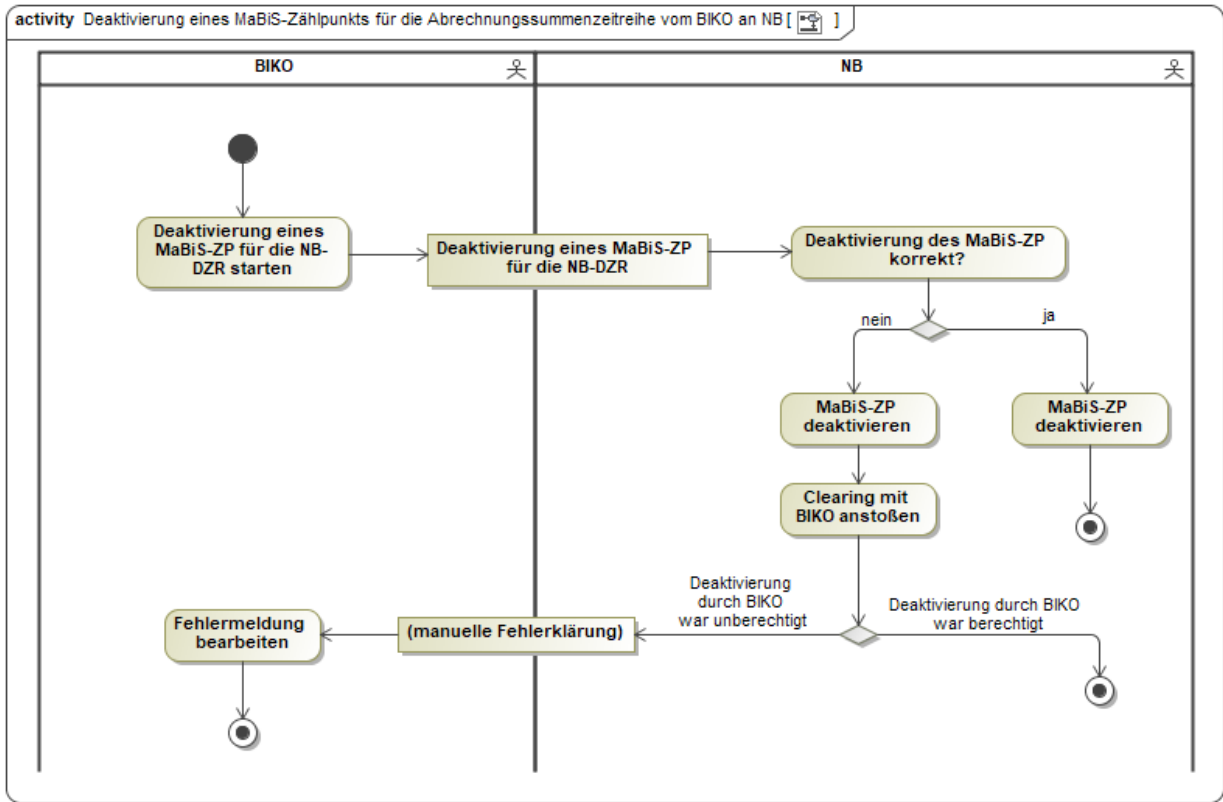 activity Deaktivierung eines MaBiS-Zählpunkts für die Abrechnungssummenzeitreihe vom BIKO an NB [ ]
BIKO
NB
Deaktivierung eines
MaBiS-ZP für die NB-
DZR starten
Deaktivierung eines MaBiS-ZP
für die NB-DZR
Deaktivierung des MaBiS-ZP
korrekt?
nein
ja
MaBiS-ZP
deaktivieren
MaBiS-ZP
deaktivieren
Clearing mit
BIKO anstoßen
Deaktivierung
durch BIKO
war unberechtigt
Deaktivierung durch BIKO
war berechtigt
(manuelle Fehlerklärung)
Fehlermeldung
bearbeiten